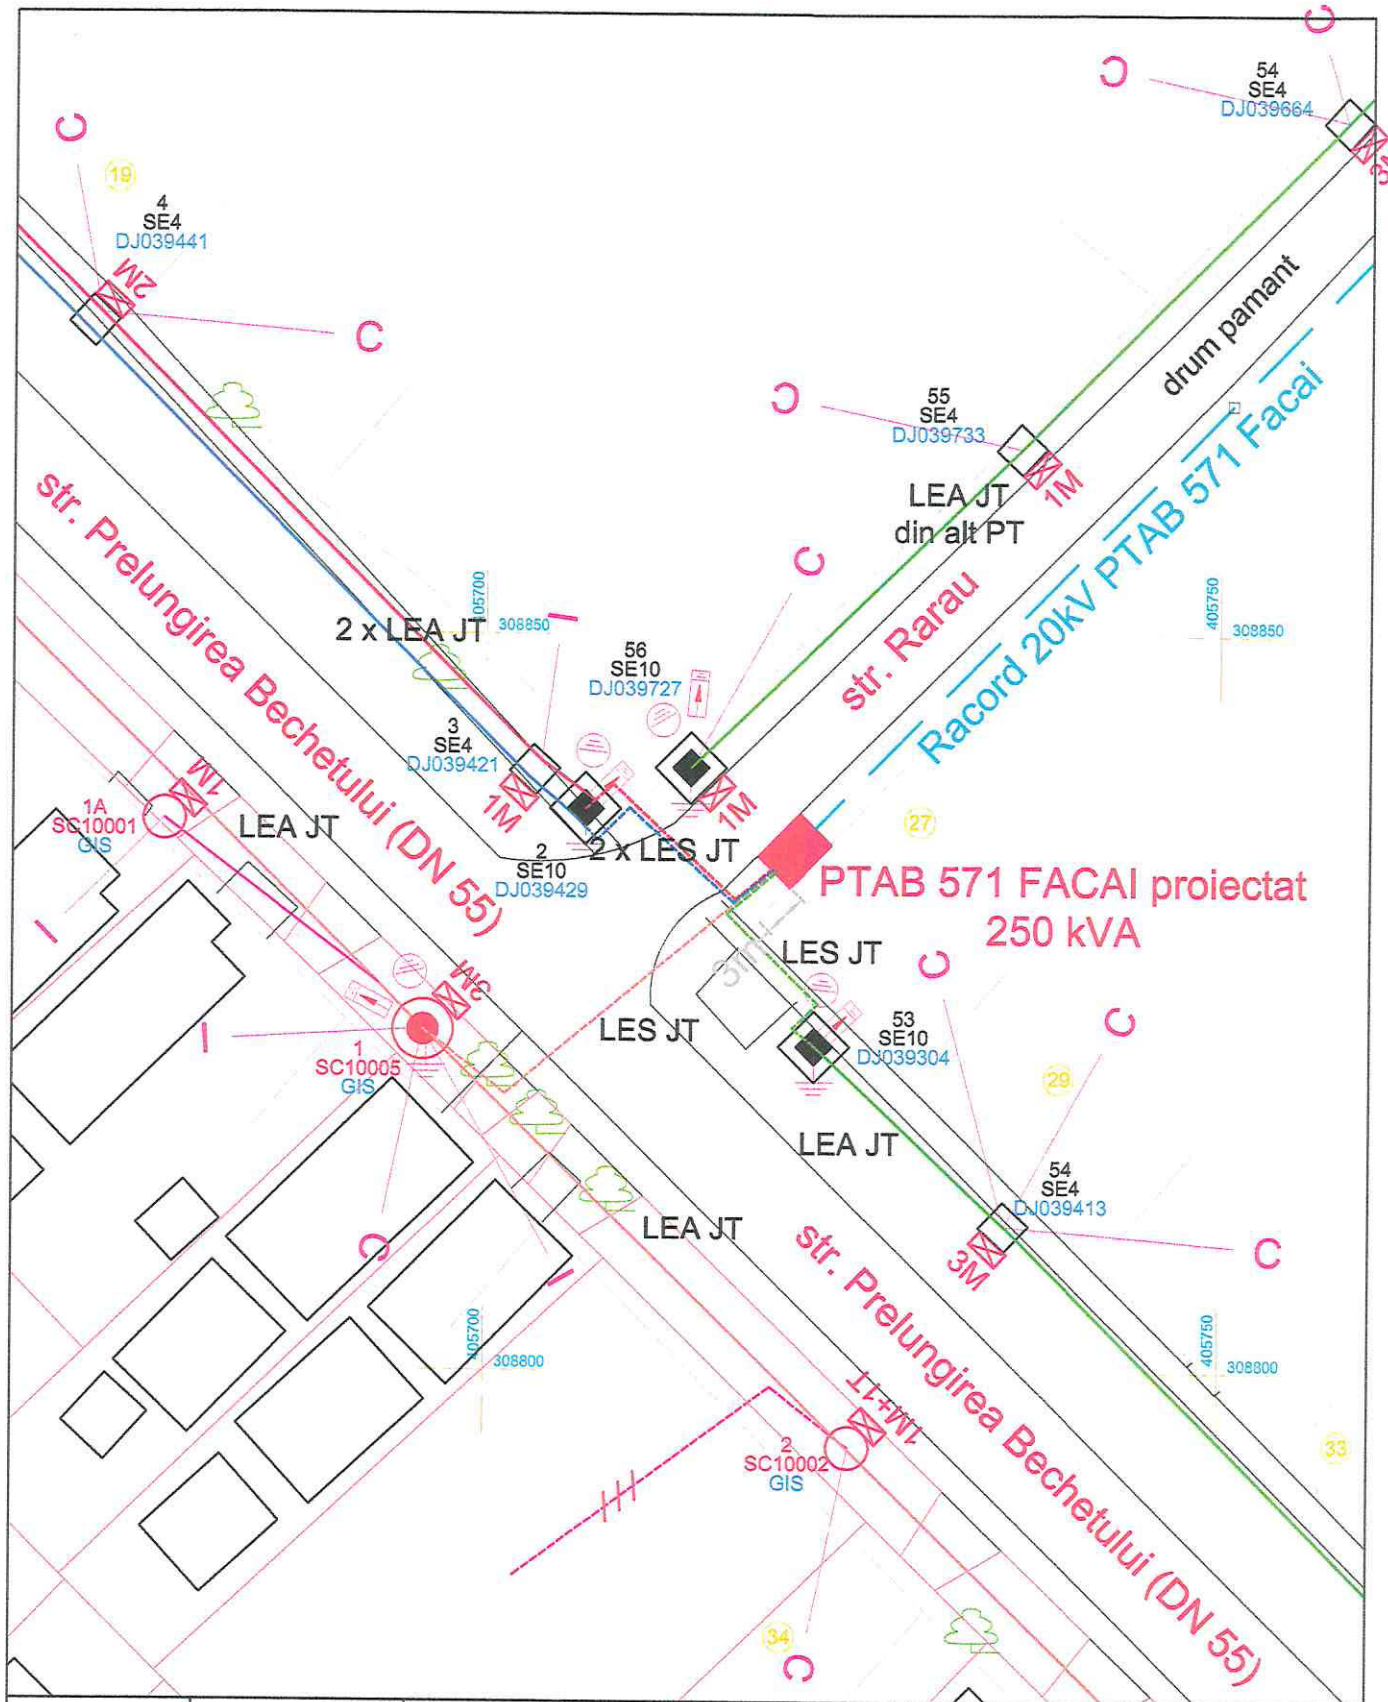 C
C
54
SE4
DJ039664
C
19
4
SE4
DJ039441
2M
C
drum pamant
C
55
SE4
DJ039733
1M
LEA JT
din alt PT
str. Prelungirea Bechetului (DN 55)
Racord 20kV PTAB 571 Facai
str. Rarau
C
405700
308850
405750
308850
2 x LEA JT
I
56
SE10
DJ039727
3
SE4
DJ039421
1M
1M
1M
1A
SC10001
GIS
LEA JT
2 x LES JT
2
SE10
DJ039429
27
PTAB 571 FACAI proiectat
250 kVA
I
3M
3m
LES JT
C
I
LES JT
53
SE10
DJ039304
C
1
SC10005
GIS
29
LEA JT
54
SE4
DJ039413
3M
C
LEA JT
C
I
str. Prelungirea Bechetului (DN 55)
405700
308800
405750
308800
1M+1T
2
SC10002
GIS
33
34
C